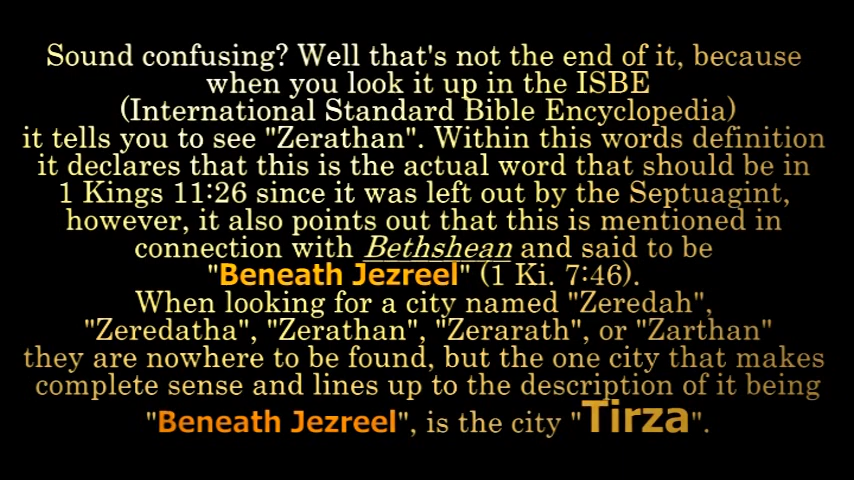 Sound confusing? Well that's not the end of it, because
when you look it up in the ISBE
(International Standard Bible Encyclopedia)
it tells you to see "Zerathan". Within this words definition
it declares that this is the actual word that should be in
1 Kings 11:26 since it was left out by the Septuagint,
however, it also points out that this is mentioned in
connection with Bethshean and said to be
"Beneath Jezreel" (1 Ki. 7:46).
When looking for a city named "Zeredah",
"Zeredatha", "Zerathan", "Zerarath", or "Zarthan"
they are nowhere to be found, but the one city that makes
complete sense and lines up to the description of it being
"Beneath Jezreel", is the city "Tirza".